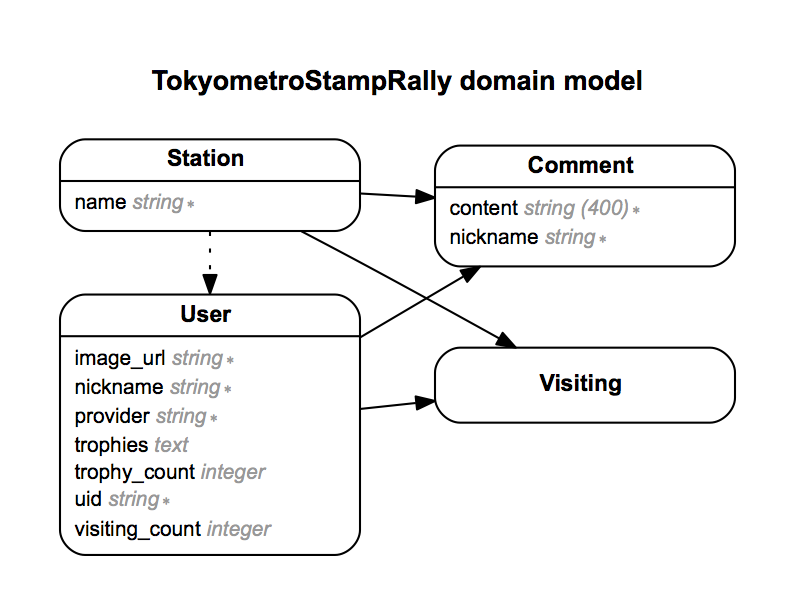 TokyometroStampRally domain model
Station
name string *
Comment
content string (400) *
nickname string *
User
image_url string *
nickname string *
provider string *
trophies text
trophy_count integer
uid string *
visiting_count integer
Visiting